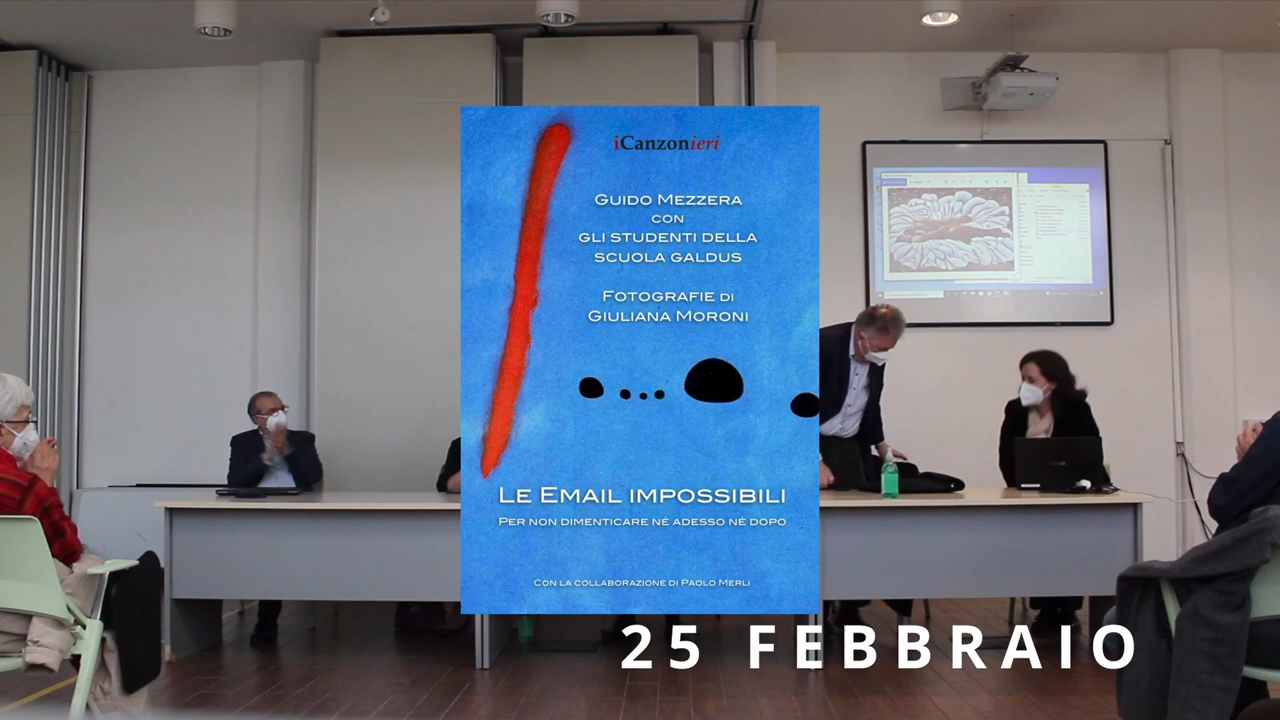 iCanzonieri
Guido Mezzera
con
gli studenti della
scuola Galdus
Fotografie di
Giuliana Moroni
Le Email impossibili
Per non dimenticare né adesso né dopo
Con la collaborazione di Paolo Merli
25 FEBBRAIO